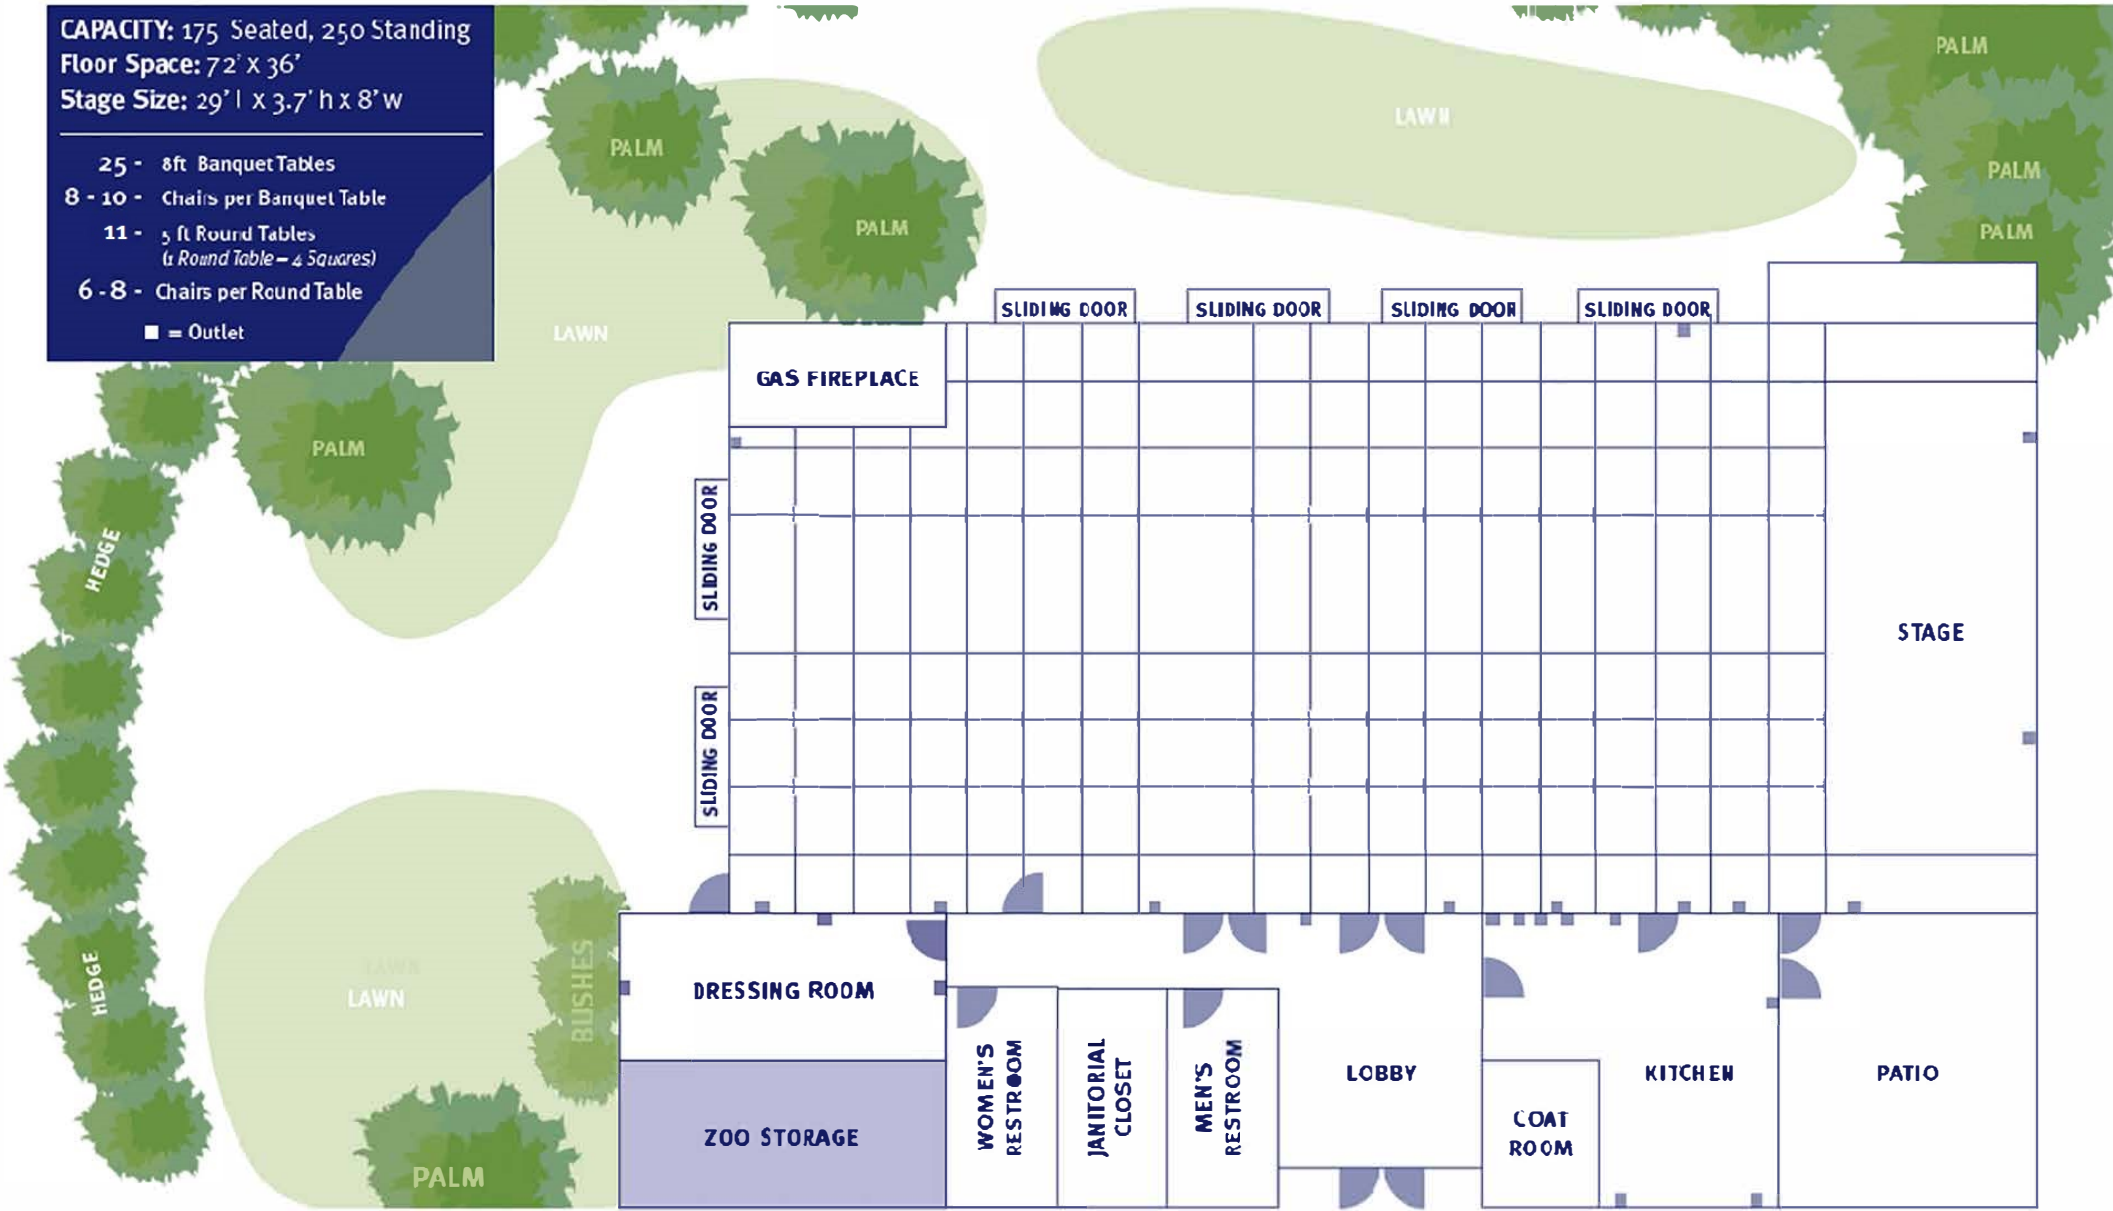 CAPACITY: 175 Seated, 250 Standing
Floor Space: 72' x 36'
Stage Size: 29' l x 3.7' h x 8' w
25 - 8ft Banquet Tables
8 - 10 - Chairs per Banquet Table
11 - 5 ft Round Tables
(1 Round Table = 4 Squares)
6 - 8 - Chairs per Round Table
= Outlet
PALM
LAWN
PALM
PALM
PALM
PALM
PALM
LAWN
SLIDING DOOR
SLIDING DOOR
SLIDING DOOR
SLIDING DOOR
GAS FIREPLACE
PALM
HEDGE
SLIDING DOOR
STAGE
SLIDING DOOR
HEDGE
LAWN
LAWN
BUSHES
DRESSING ROOM
WOMEN'S
RESTROOM
JANITORIAL
CLOSET
MEN'S
RESTROOM
LOBBY
KITCHEN
PATIO
COAT
ROOM
ZOO STORAGE
PALM